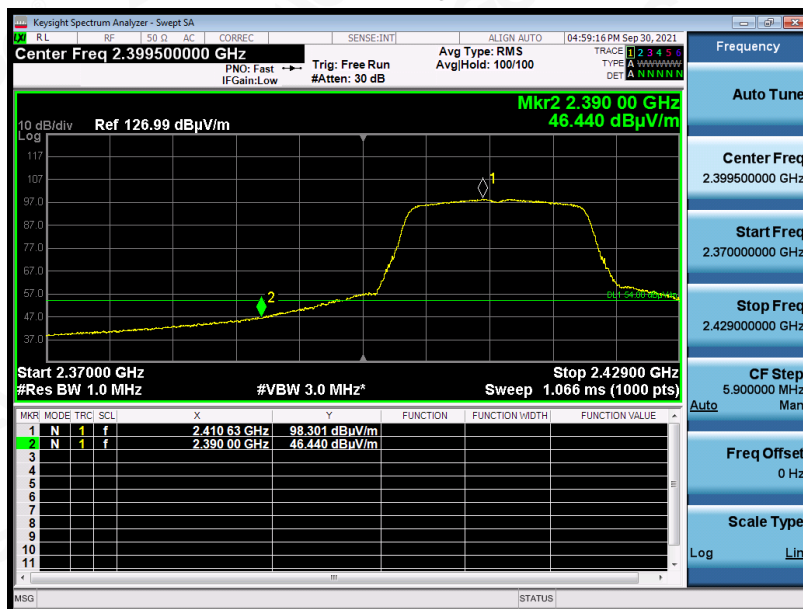 Keysight Spectrum Analyzer - Swept SA
LXI RL RF 50 Ω AC CORREC SENSE:INT ALIGN AUTO 04:59:16 PM Sep 30, 2021
Center Freq 2.399500000 GHz
PNO: Fast
IFGain:Low
Trig: Free Run
#Atten: 30 dB
Avg Type: RMS
Avg|Hold: 100/100
TRACE 1 2 3 4 5 6
TYPE A WWWWW
DET A N N N N N
Mkr2 2.390 00 GHz
46.440 dBµV/m
10 dB/div Ref 126.99 dBµV/m
Log
117
107
97.0
87.0
77.0
67.0
57.0
47.0
37.0
1
2
Start 2.37000 GHz Stop 2.42900 GHz
#Res BW 1.0 MHz #VBW 3.0 MHz* Sweep 1.066 ms (1000 pts)
MKR MODE TRC SCL X Y FUNCTION FUNCTION WIDTH FUNCTION VALUE
1 N 1 f 2.410 63 GHz 98.301 dBµV/m
2 N 1 f 2.390 00 GHz 46.440 dBµV/m
3
4
5
6
7
8
9
10
11
MSG STATUS
Frequency
Auto Tune
Center Freq
2.399500000 GHz
Start Freq
2.370000000 GHz
Stop Freq
2.429000000 GHz
CF Step
5.900000 MHz
Auto Man
Freq Offset
0 Hz
Scale Type
Log Lin